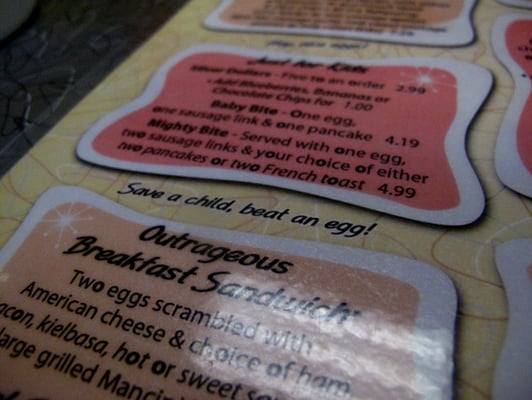 Just for Kids
Silver Dollars - Five to an order 2.99
- Add Blueberries, Bananas or
Chocolate Chips for 1.00
Baby Bite - One egg,
one sausage link & one pancake 4.19
Mighty Bite - Served with one egg,
two sausage links & your choice of either
two pancakes or two French toast 4.99
Save a child, beat an egg!
Outrageous
Breakfast Sandwich
Two eggs scrambled with
American cheese & choice of ham,
kielbasa, hot or sweet
large grilled